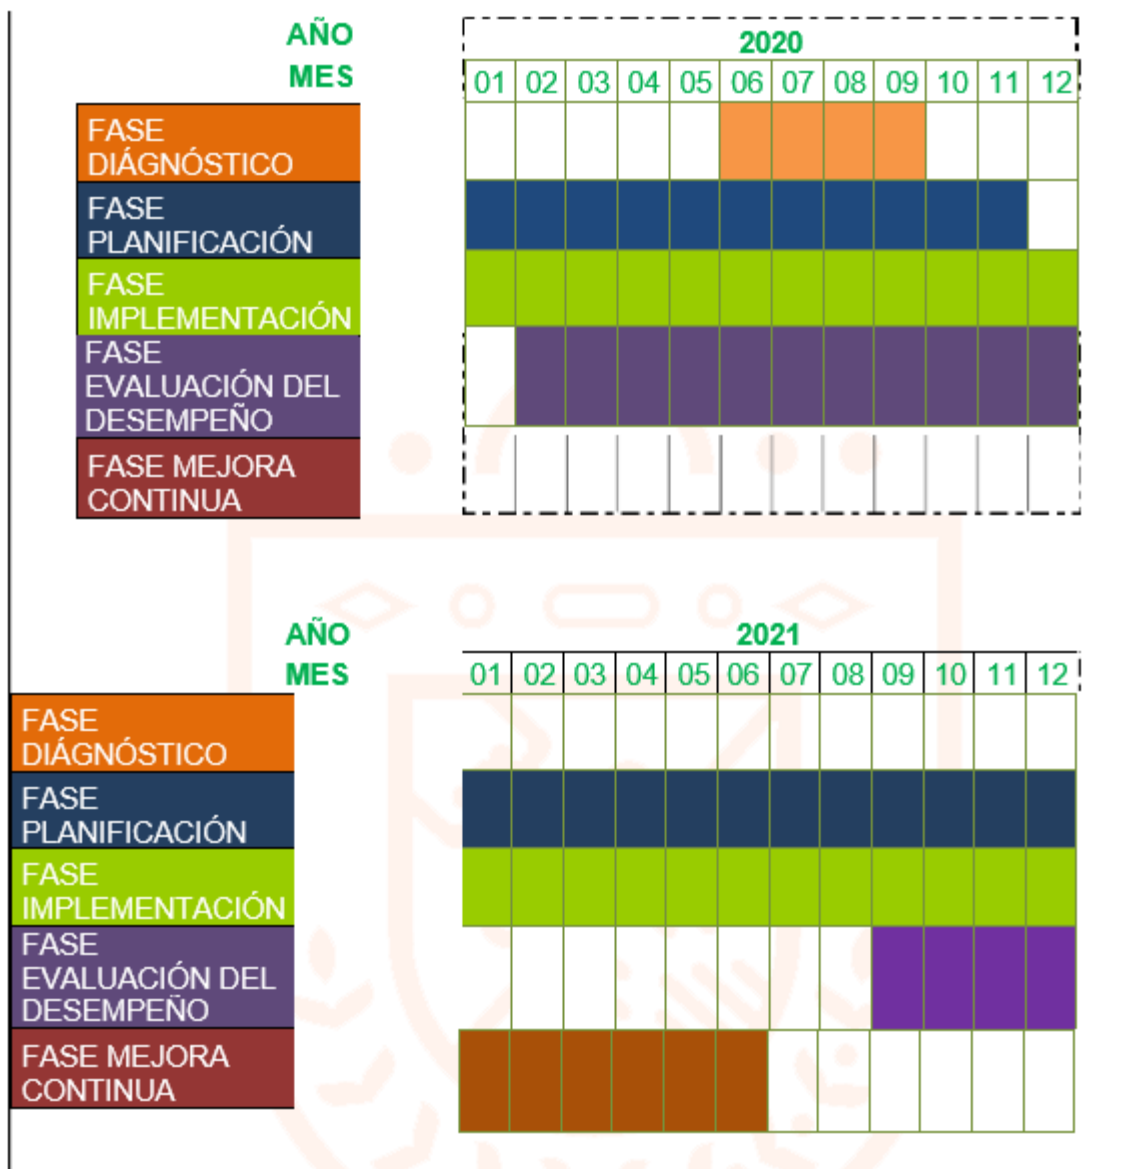 AÑO 2020
MES 01 02 03 04 05 06 07 08 09 10 11 12
FASE
DIÁGNÓSTICO
FASE
PLANIFICACIÓN
FASE
IMPLEMENTACIÓN
FASE
EVALUACIÓN DEL
DESEMPEÑO
FASE MEJORA
CONTINUA
AÑO 2021
MES 01 02 03 04 05 06 07 08 09 10 11 12
FASE
DIÁGNÓSTICO
FASE
PLANIFICACIÓN
FASE
IMPLEMENTACIÓN
FASE
EVALUACIÓN DEL
DESEMPEÑO
FASE MEJORA
CONTINUA